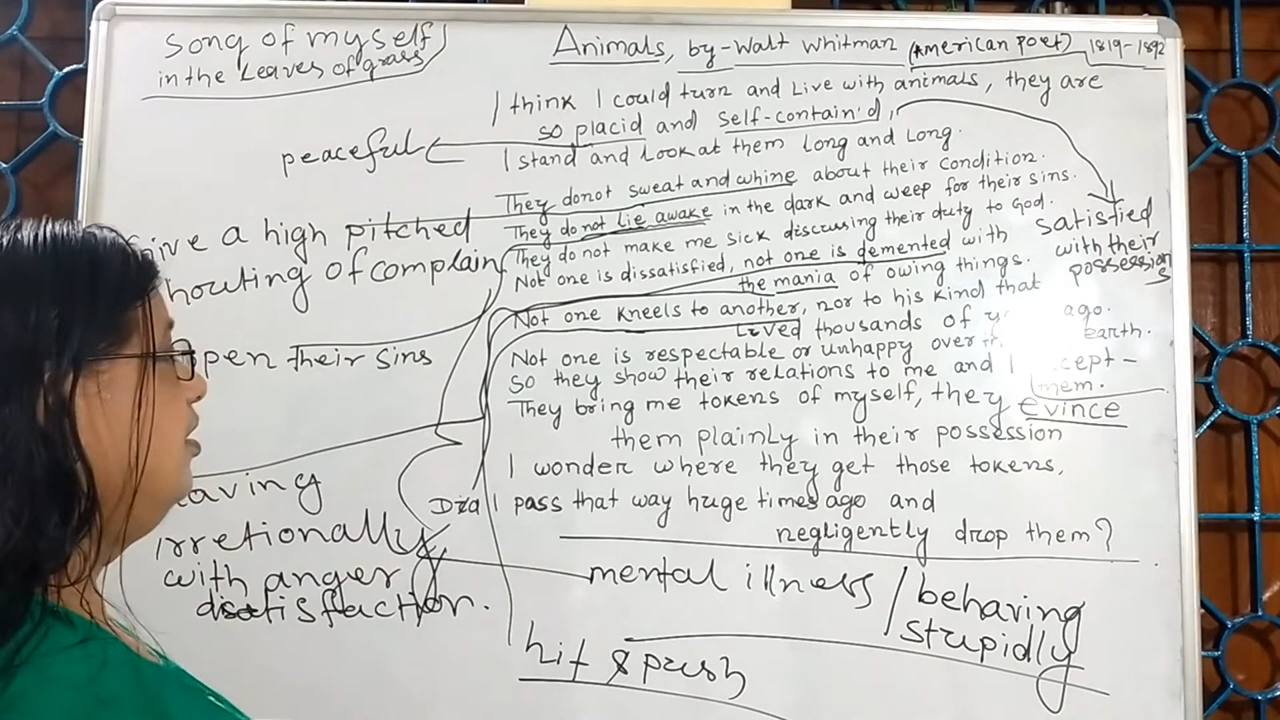 Song of myself
in the Leaves of grass
Animals, by-Walt Whitman (American Poet) 1819-1892
I think I could turn and Live with animals, they are
so placid and self-contain'd,
peaceful
I stand and Look at them Long and Long.
They donot sweat and whine about their condition.
They do not Lie awake in the dark and weep for their sins.
They do not make me sick discussing their duty to God.
Not one is dissatisfied, not one is demented with
the mania of owing things.
Satisfied
with their
possession
s
ive a high pitched
houting of complain
Not one kneels to another, nor to his kind that
Lived thousands of y ago.
Not one is respectable or unhappy over earth.
pen their sins
So they show their relations to me and I cept-
them.
They bring me tokens of myself, they evince
them plainly in their possession
I wonder where they get those tokens,
Did I pass that way huge times ago and
negligently drop them?
aving
irretionally
with anger &
dsatisfaction.
mental illness / behaving
stupidly
hit & push